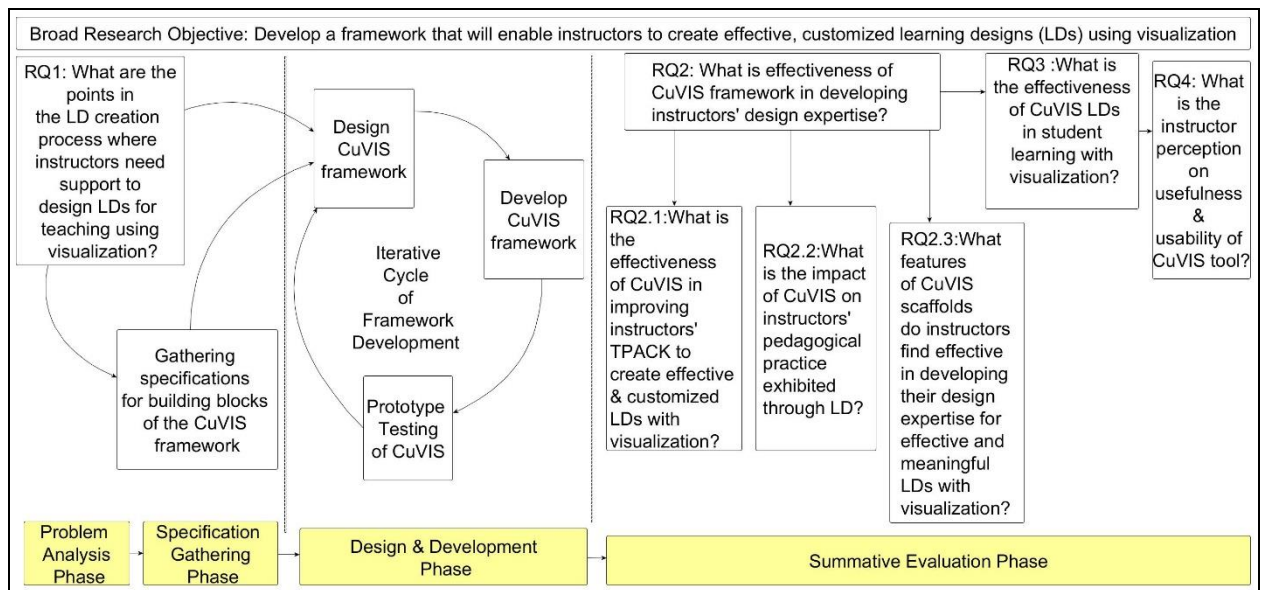 Broad Research Objective: Develop a framework that will enable instructors to create effective, customized learning designs (LDs) using visualization
RQ1: What are the
points in
the LD creation
process where
instructors need
support to
design LDs for
teaching using
visualization?
Gathering
specifications
for building blocks
of the CuVIS
framework
Design
CuVIS
framework
Develop
CuVIS
framework
Iterative
Cycle
of
Framework
Development
Prototype
Testing
of CuVIS
RQ2: What is effectiveness of
CuVIS framework in developing
instructors' design expertise?
RQ3 :What is
the effectiveness
of CuVIS LDs
in student
learning with
visualization?
RQ4: What
is the
instructor
perception
on
usefulness
&
usability of
CuVIS tool?
RQ2.1:What is
the
effectiveness
of CuVIS in
improving
instructors'
TPACK to
create effective
& customized
LDs with
visualization?
RQ2.2:What
is the impact
of CuVIS on
instructors'
pedagogical
practice
exhibited
through LD?
RQ2.3:What
features
of CuVIS
scaffolds
do instructors
find effective
in developing
their design
expertise for
effective and
meaningful
LDs with
visualization?
Problem
Analysis
Phase
Specification
Gathering
Phase
Design & Development
Phase
Summative Evaluation Phase